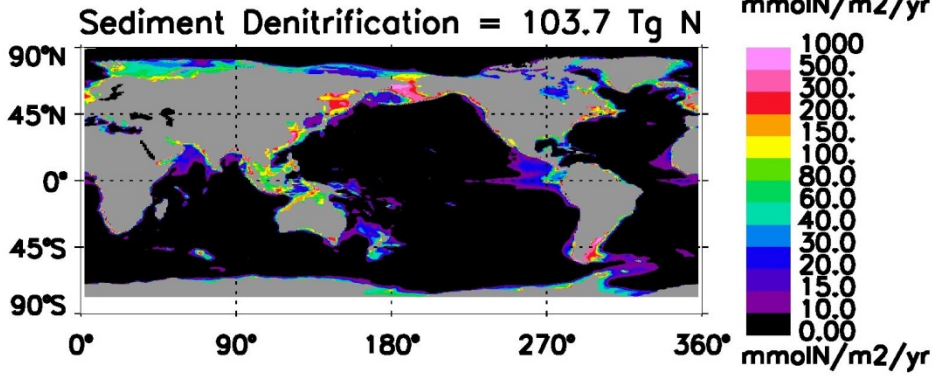 mmolN/m2/yr
Sediment Denitrification = 103.7 Tg N
90°N
45°N
0°
45°S
90°S
0°
90°
180°
270°
360°
1000
500.
300.
200.
150.
100.
80.0
60.0
40.0
30.0
20.0
15.0
10.0
0.00
mmolN/m2/yr